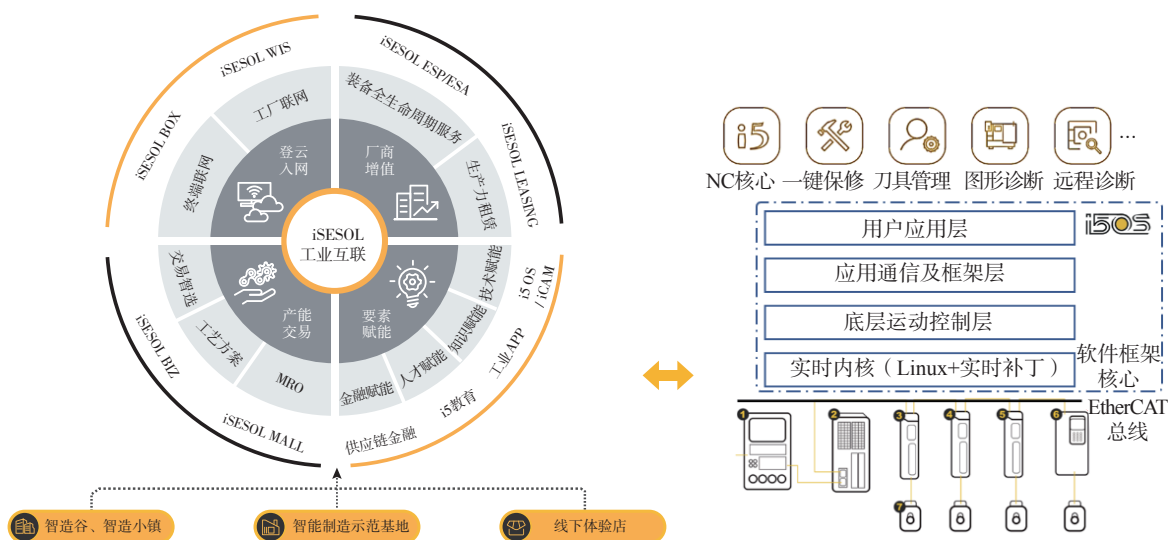 iSESOL WIS
iSESOL ESP/ESA
iSESOL BOX
iSESOL LEASING
工厂联网
装备全生命周期服务
终端联网
生产力租赁
登云
入网
厂商
增值
iSESOL
工业互联
产能
交易
要素
赋能
交易智选
工艺方案
MRO
金融赋能
人才赋能
知识赋能
技术赋能
iSESOL BIZ
iSESOL MALL
供应链金融
i5教育
工业APP
i5 OS
/ iCAM
智造谷、智造小镇
智能制造示范基地
线下体验店
i5
...
NC核心
一键保修
刀具管理
图形诊断
远程诊断
i5OS
用户应用层
应用通信及框架层
底层运动控制层
实时内核（Linux+实时补丁）
软件框架
核心
EtherCAT
总线
1
2
3
4
5
6
7